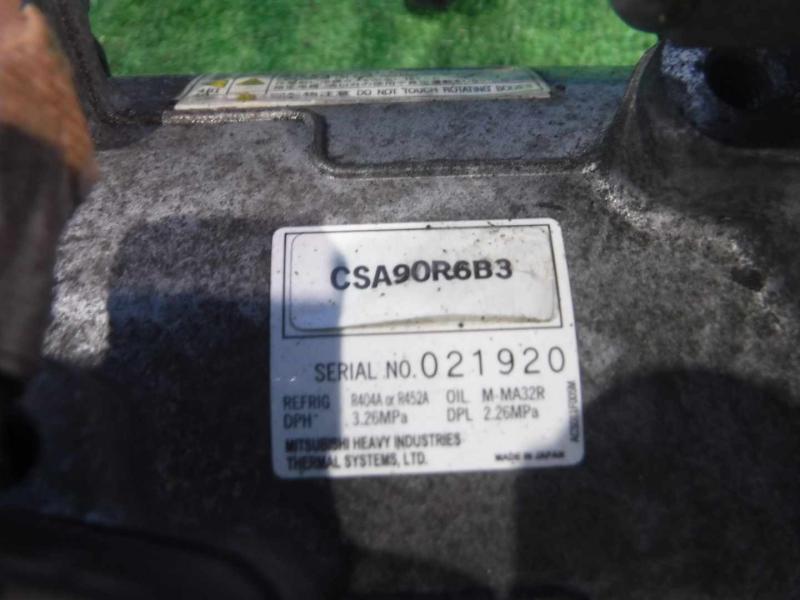 DO NOT TOUCH ROTATING
CSA90R6B3
SERIAL NO. 021920
REFRIG R404A or R452A OIL M-MA32R
DPH 3.26MPa DPL 2.26MPa
MITSUBISHI HEAVY INDUSTRIES
THERMAL SYSTEMS, LTD. MADE IN JAPAN